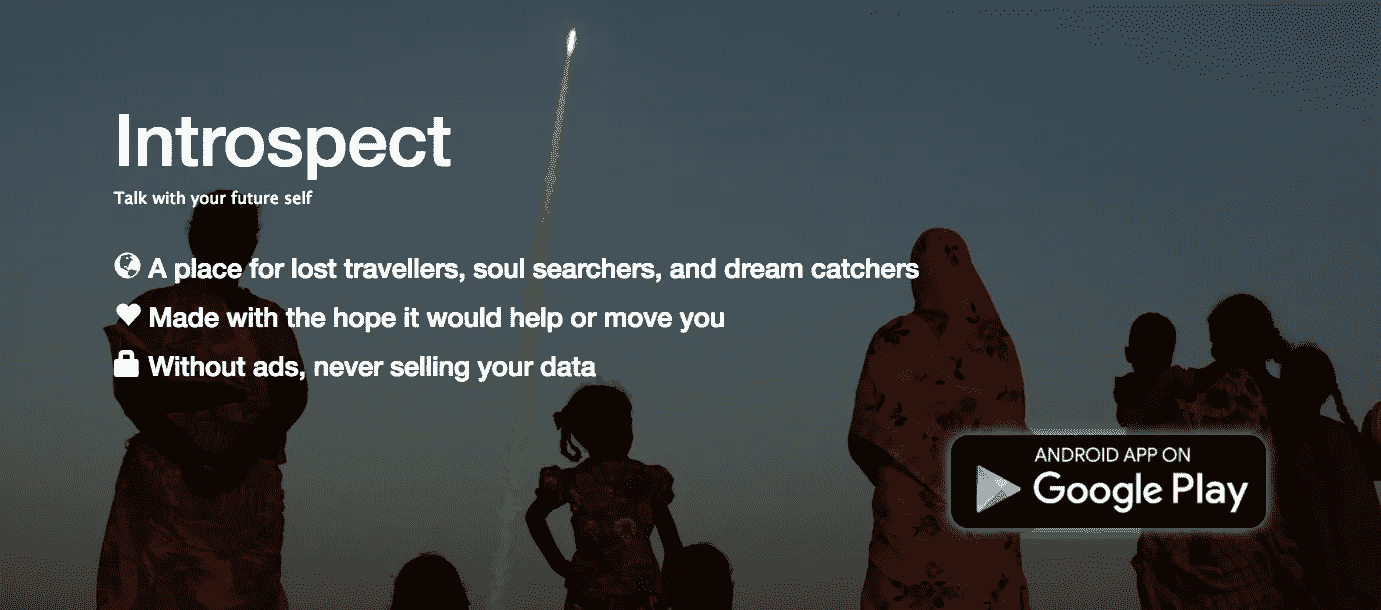 Introspect
Talk with your future self
A place for lost travellers, soul searchers, and dream catchers
Made with the hope it would help or move you
Without ads, never selling your data
ANDROID APP ON
Google Play